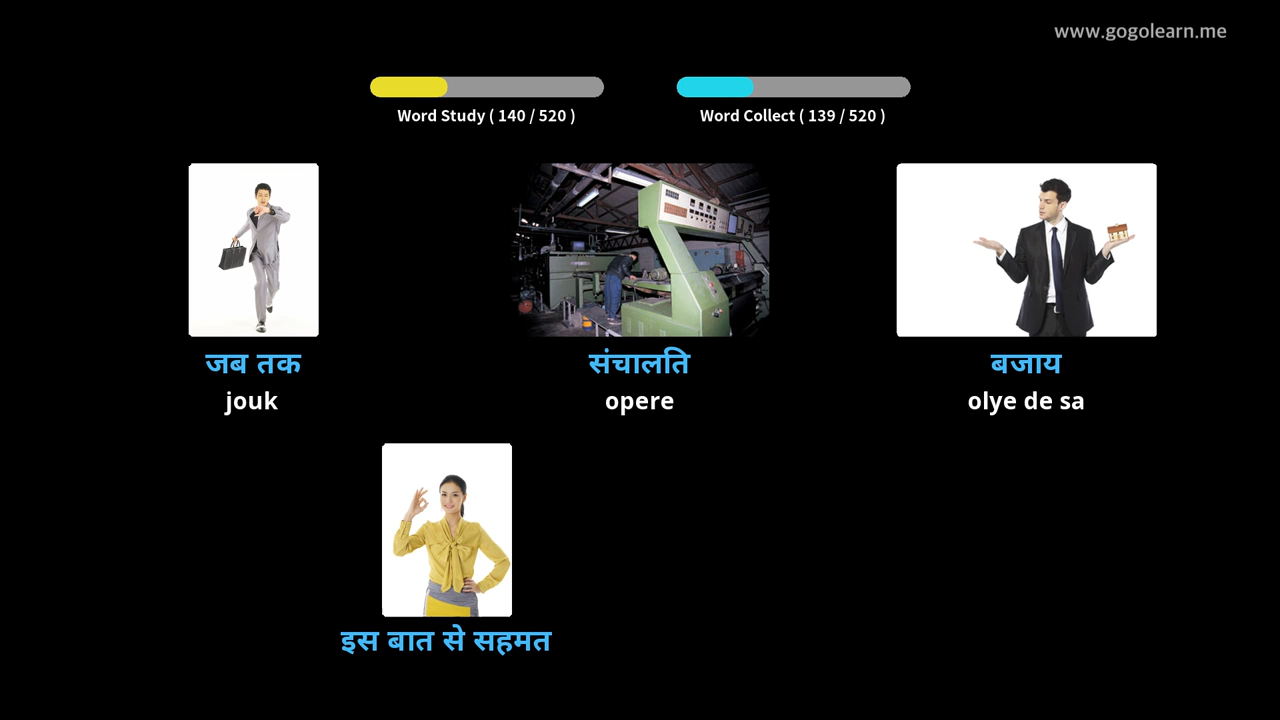 www.gogolearn.me
Word Study ( 140 / 520 )
Word Collect ( 139 / 520 )
जब तक
संचालति
बजाय
jouk
opere
olye de sa
इस बात से सहमत